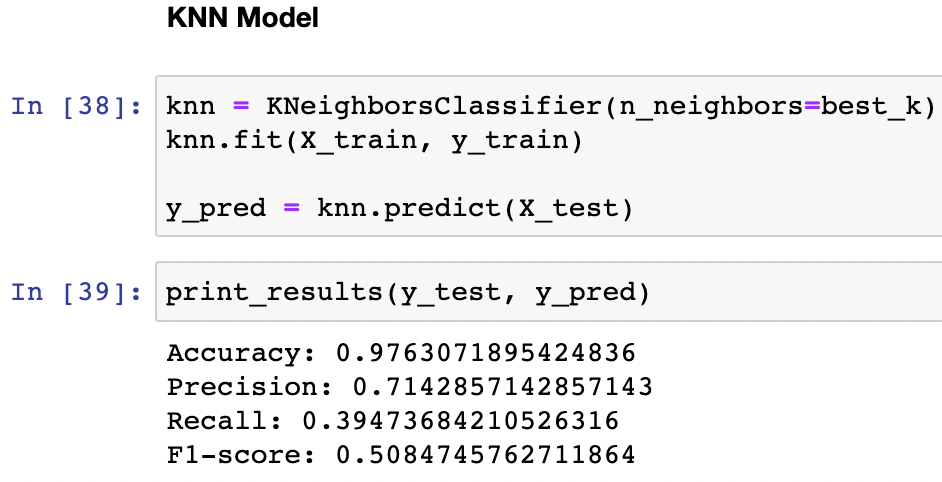 KNN Model
In [38]: knn = KNeighborsClassifier(n_neighbors=best_k)
knn.fit(X_train, y_train)
y_pred = knn.predict(X_test)
In [39]: print_results(y_test, y_pred)
Accuracy: 0.9763071895424836
Precision: 0.7142857142857143
Recall: 0.39473684210526316
F1-score: 0.5084745762711864